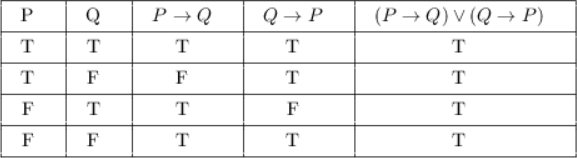 P Q P → Q Q → P (P → Q) ∨ (Q → P)
T T T T T
T F F T T
F T T F T
F F T T T